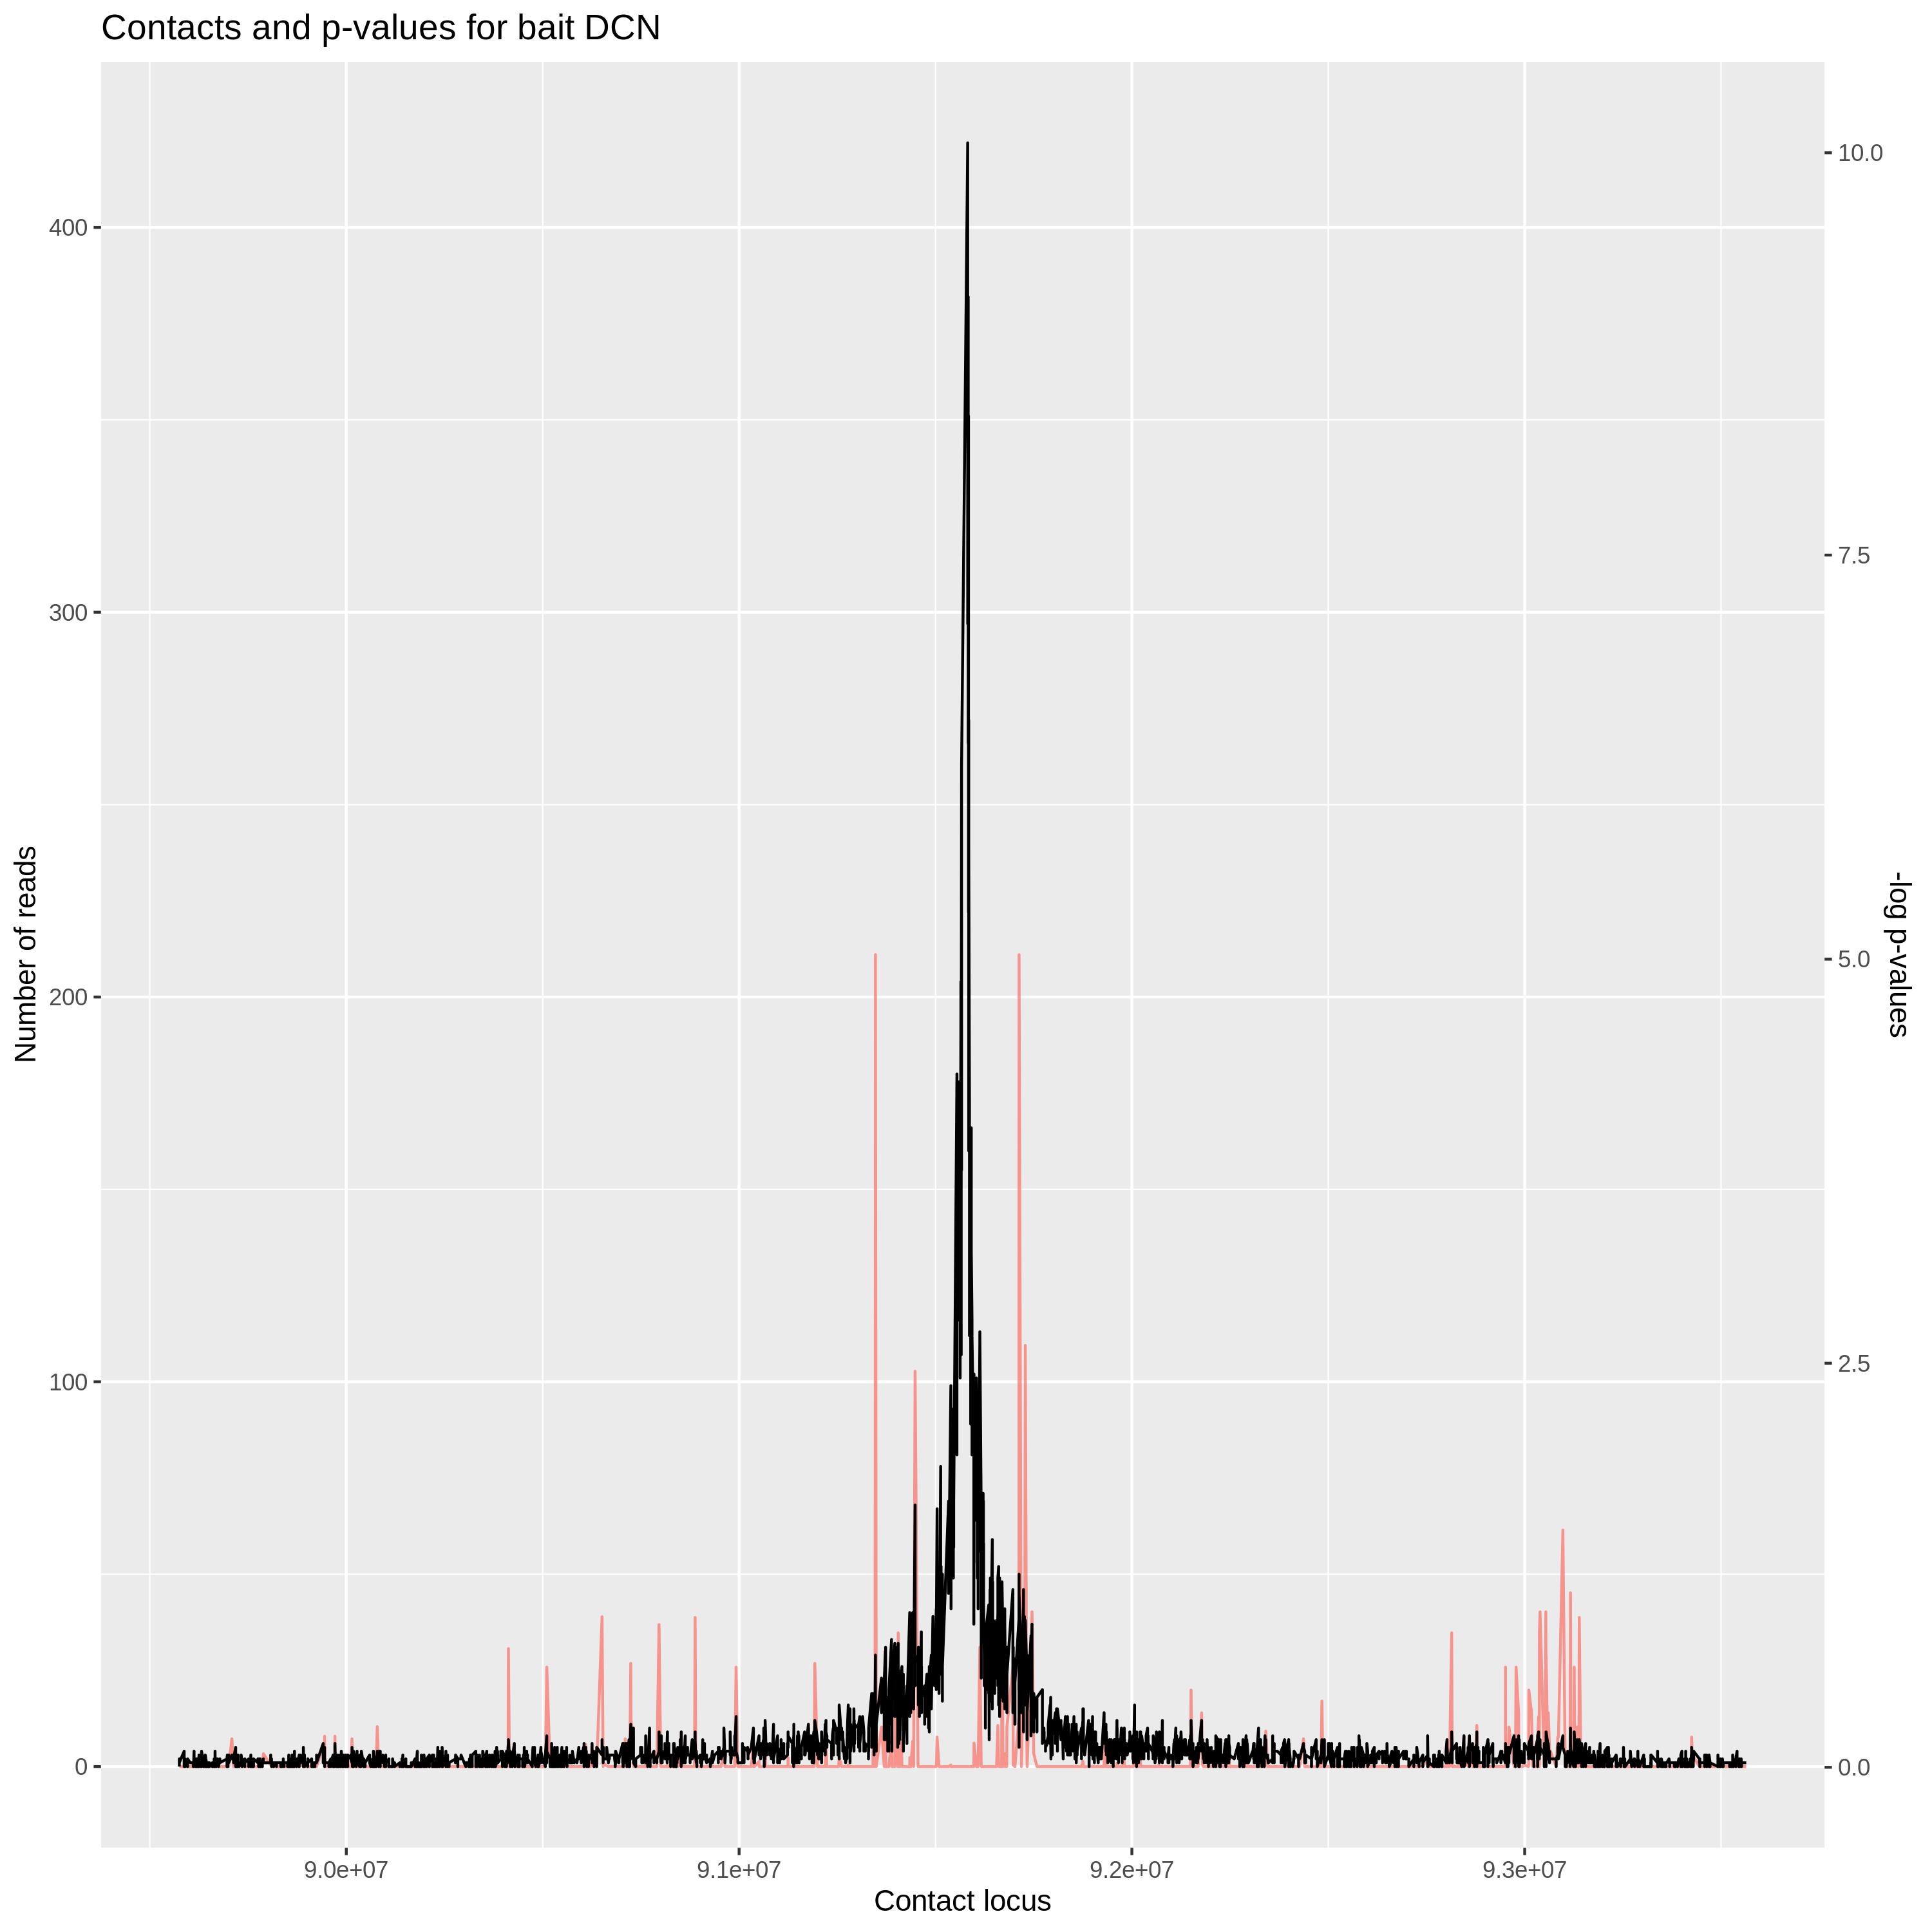 Contacts and p-values for bait DCN
Number of reads
400
300
200
100
0
10.0
7.5
5.0
2.5
0.0
-log p-values
9.0e+07
9.1e+07
9.2e+07
9.3e+07
Contact locus